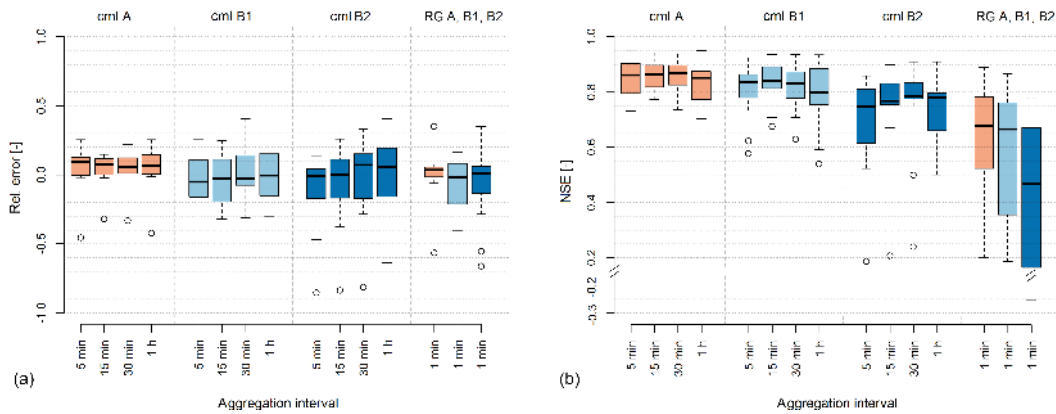 cml A cml B1 cml B2 RG A, B1, B2
1.0
0.5
0.0
-0.5
-1.0
Rel. error [-]
5 min 15 min 30 min 1 h 5 min 15 min 30 min 1 h 5 min 15 min 30 min 1 h 1 min 1 min 1 min
(a)
Aggregation interval
cml A cml B1 cml B2 RG A, B1, B2
1.0
0.8
0.6
0.4
0.2
-0.2
-0.3
NSE [-]
5 min 15 min 30 min 1 h 5 min 15 min 30 min 1 h 5 min 15 min 30 min 1 h 1 min 1 min 1 min
(b)
Aggregation interval